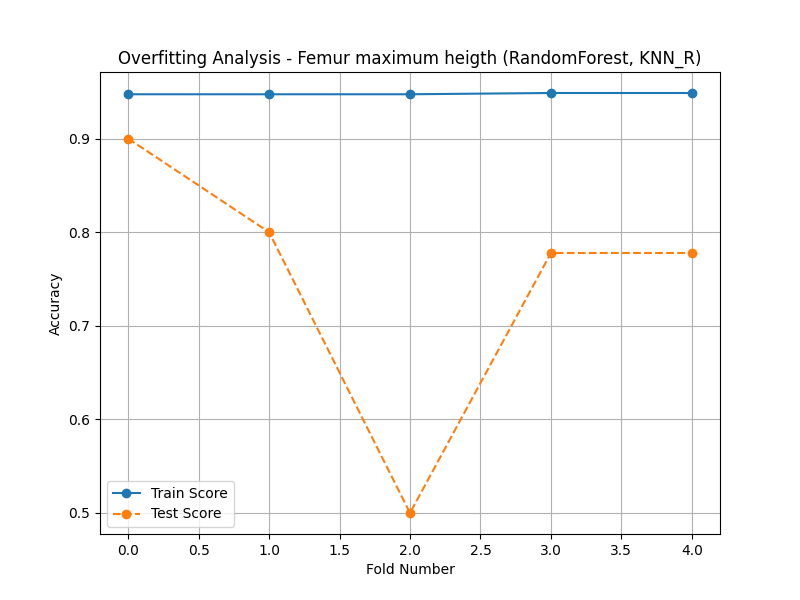 Overfitting Analysis - Femur maximum heigth (RandomForest, KNN_R)
Accuracy
0.9
0.8
0.7
0.6
0.5
Train Score
Test Score
0.0 0.5 1.0 1.5 2.0 2.5 3.0 3.5 4.0
Fold Number